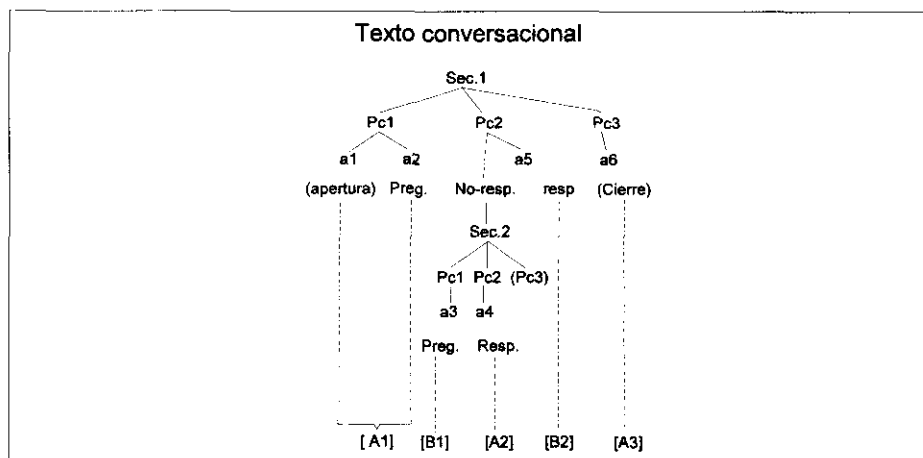 Texto conversacional
Sec.1
Pc1 Pc2 Pc3
a1 a2 a5 a6
(apertura) Preg. No-resp. resp (Cierre)
Sec.2
Pc1 Pc2 (Pc3)
a3 a4
Preg. Resp.
[A1] [B1] [A2] [B2] [A3]